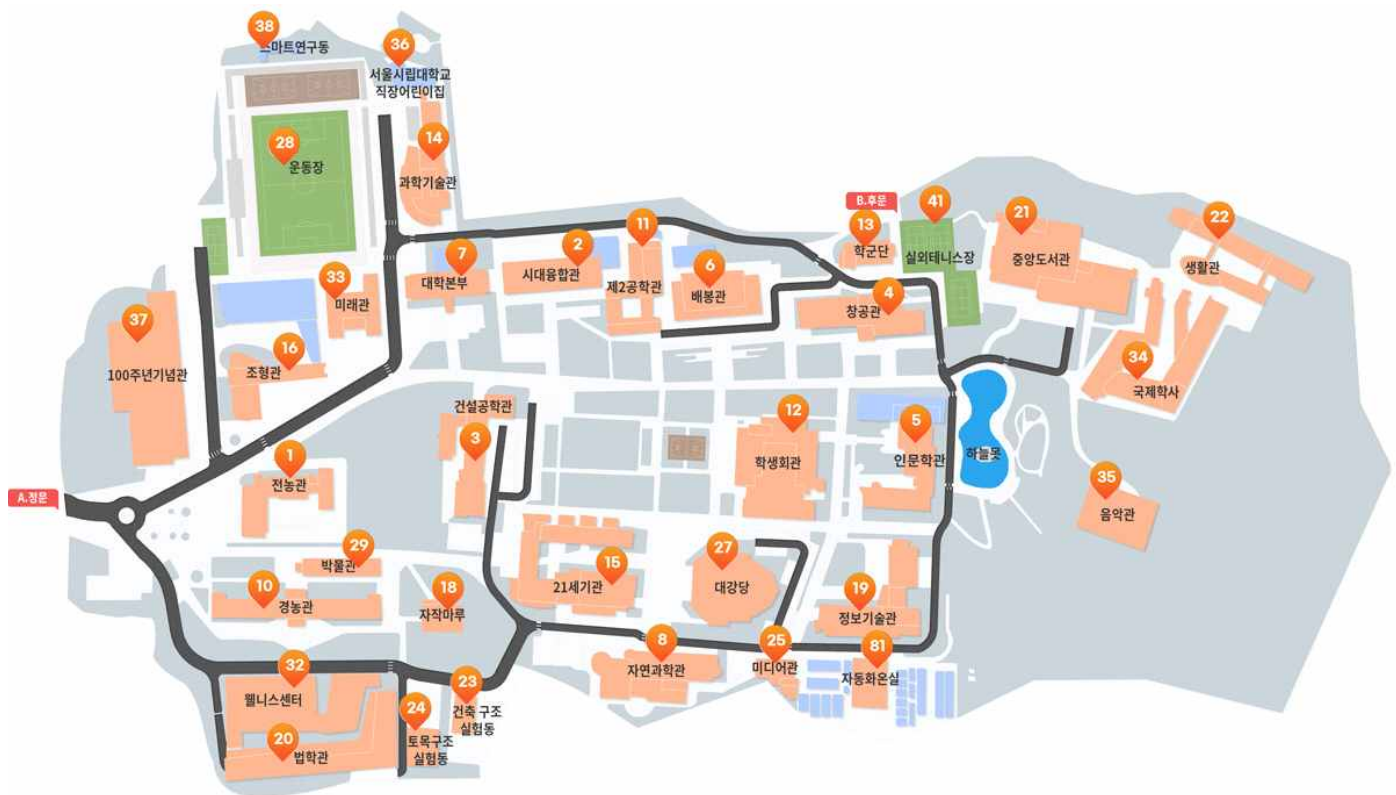 38
스마트연구동
36
서울시립대학교
직장어린이집
28
운동장
14
과학기술관
B.후문
13
학군단
41
실외테니스장
21
중앙도서관
22
생활관
11
제2공학관
2
시대융합관
7
대학본부
6
배봉관
4
창공관
33
미래관
37
100주년기념관
16
조형관
34
국제학사
건설공학관
3
12
학생회관
5
인문학관
하늘못
1
전농관
A.정문
35
음악관
29
박물관
10
경농관
18
자작마루
15
21세기관
27
대강당
19
정보기술관
8
자연과학관
25
미디어관
81
자동화온실
32
웰니스센터
23
건축 구조
실험동
24
토목구조
실험동
20
법학관